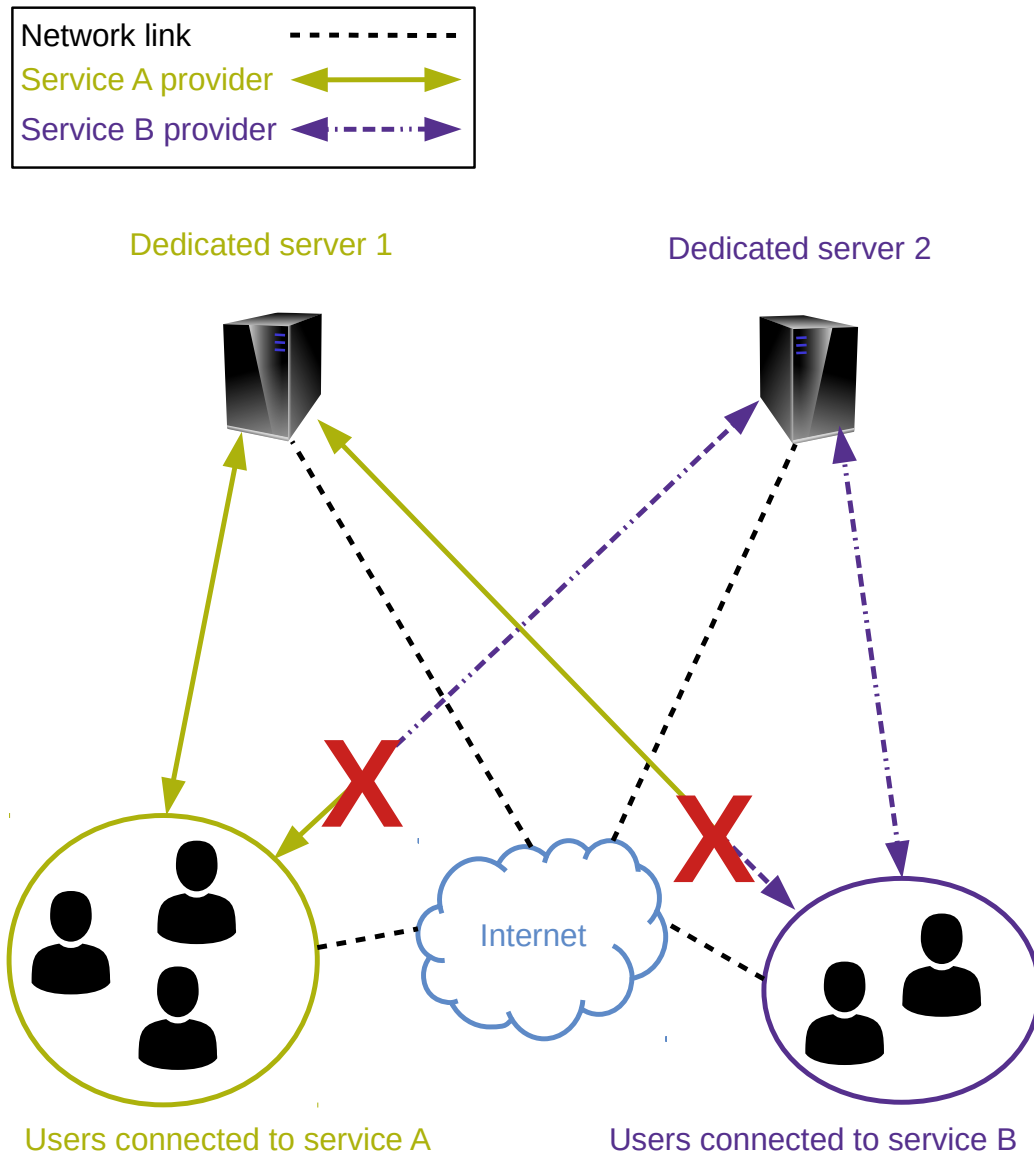 Network link
Service A provider
Service B provider
Dedicated server 1
Dedicated server 2
X
X
Internet
Users connected to service A
Users connected to service B